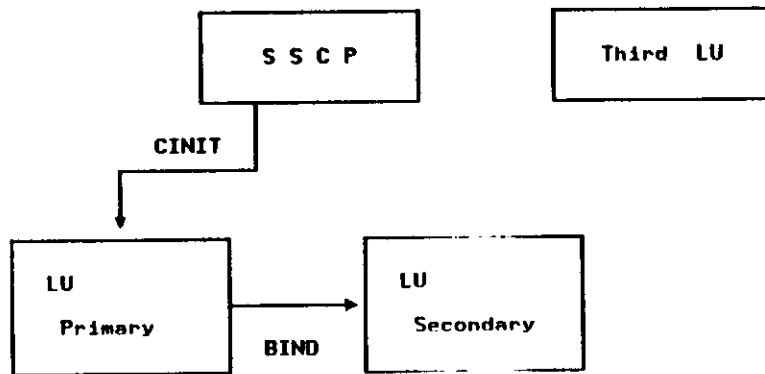 S S C P
Third LU
CINIT
LU
Primary
LU
Secondary
BIND